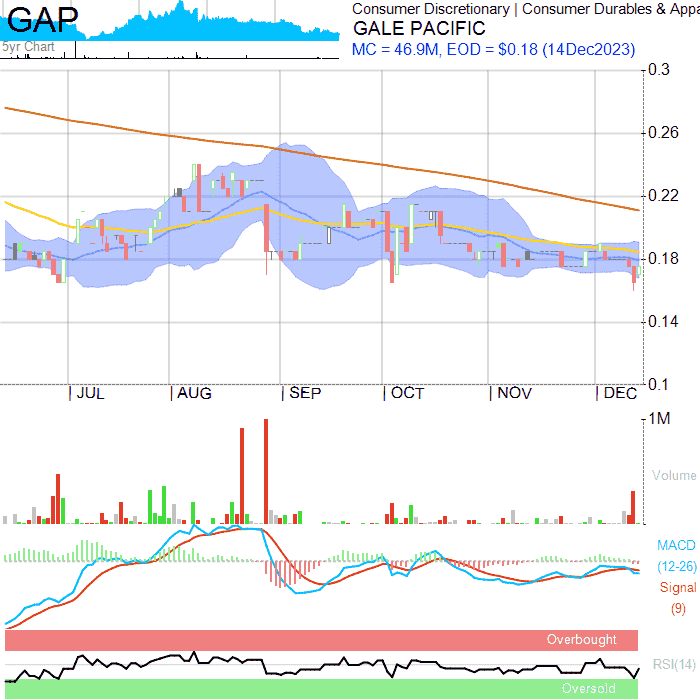 GAP
5yr Chart
Consumer Discretionary | Consumer Durables & Appa
GALE PACIFIC
MC = 46.9M, EOD = $0.18 (14Dec2023)
0.3
0.26
0.22
0.18
0.14
0.1
| JUL | AUG | SEP | OCT | NOV | DEC
1M
Volume
MACD
(12-26)
Signal
(9)
Overbought
RSI(14)
Oversold